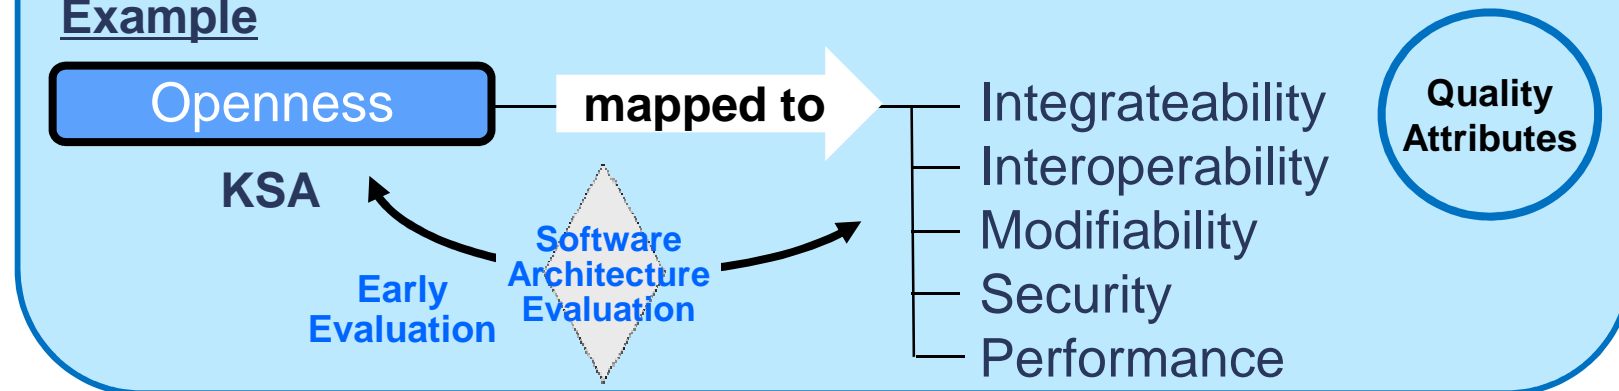 Example
Openness
mapped to
KSA
Early
Evaluation
Software
Architecture
Evaluation
Integrateability
Interoperability
Modifiability
Security
Performance
Quality
Attributes